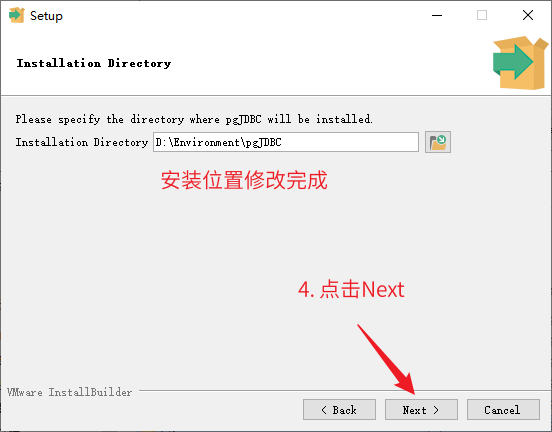 Setup
Installation Directory
Please specify the directory where pgJDBC will be installed.
Installation Directory D:\Environment\pgJDBC
安装位置修改完成
4. 点击Next
VMware InstallBuilder
< Back Next > Cancel